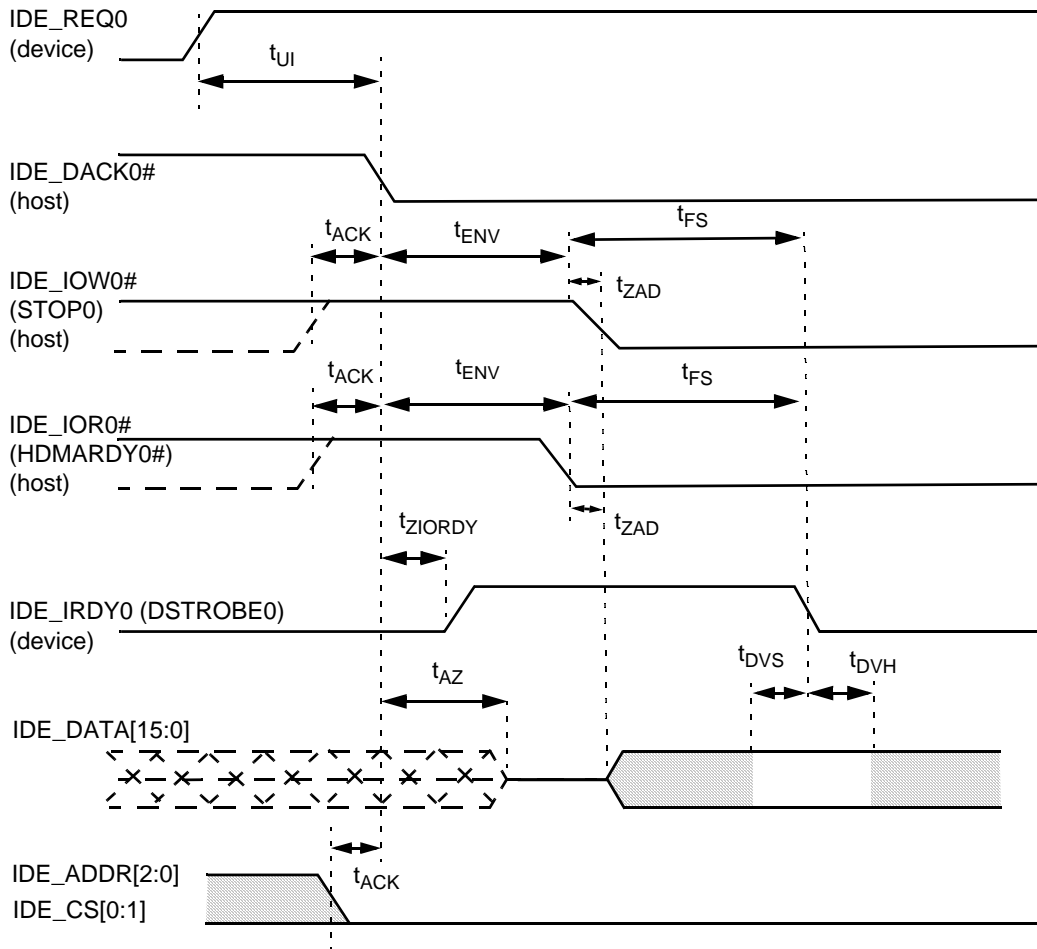 IDE_REQ0
(device)
tUI
IDE_DACK0#
(host)
tACK
tENV
tFS
IDE_IOW0#
(STOP0)
(host)
tZAD
tACK
tENV
tFS
IDE_IOR0#
(HDMARDY0#)
(host)
tZIORDY
tZAD
IDE_IRDY0 (DSTROBE0)
(device)
tDVS
tDVH
tAZ
IDE_DATA[15:0]
IDE_ADDR[2:0]
tACK
IDE_CS[0:1]